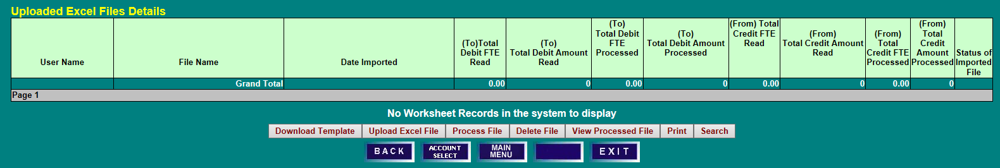 Uploaded Excel Files Details
User Name
File Name
Date Imported
(To)Total
Debit FTE
Read
(To)
Total Debit Amount
Read
(To)
Total Debit
FTE
Processed
(To)
Total Debit Amount
Processed
(From) Total
Credit FTE
Read
(From)
Total Credit Amount
Read
(From)
Total
Credit FTE
Processed
(From)
Total
Credit
Amount
Processed
Status of
Imported
File
Grand Total 0.00 0 0.00 0 0.00 0 0.00 0
Page 1
No Worksheet Records in the system to display
Download Template Upload Excel File Process File Delete File View Processed File Print Search
BACK
ACCOUNT
SELECT
MAIN
MENU
EXIT